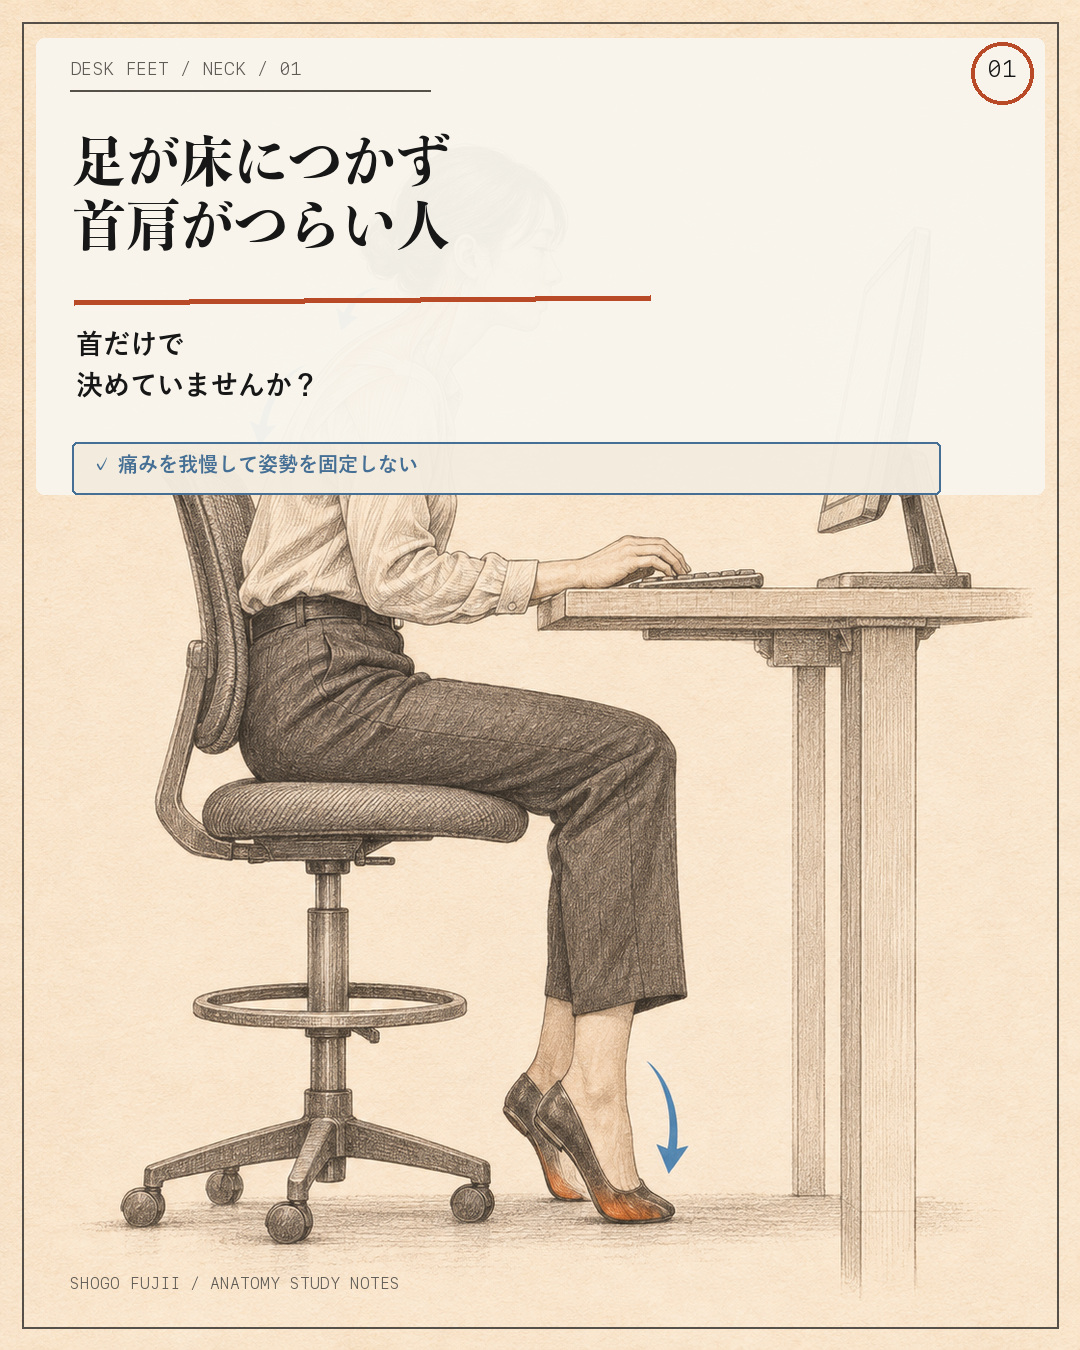 DESK FEET / NECK / 01
01
足が床につかず
首肩がつらい人
首だけで
決めていませんか？
✓ 痛みを我慢して姿勢を固定しない
SHOGO FUJII / ANATOMY STUDY NOTES